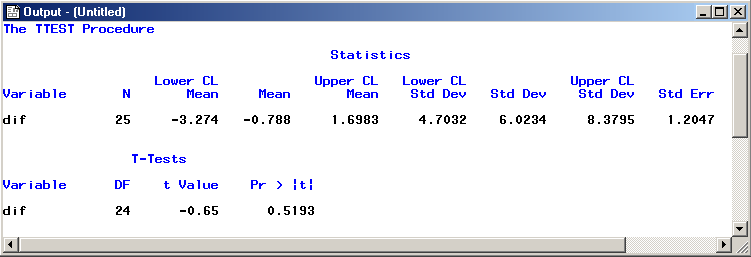 Output - (Untitled)
The TTEST Procedure
Statistics
Lower CL Upper CL Lower CL Upper CL
Variable N Mean Mean Mean Std Dev Std Dev Std Dev Std Err
dif 25 -3.274 -0.788 1.6983 4.7032 6.0234 8.3795 1.2047
T-Tests
Variable DF t Value Pr > |t|
dif 24 -0.65 0.5193